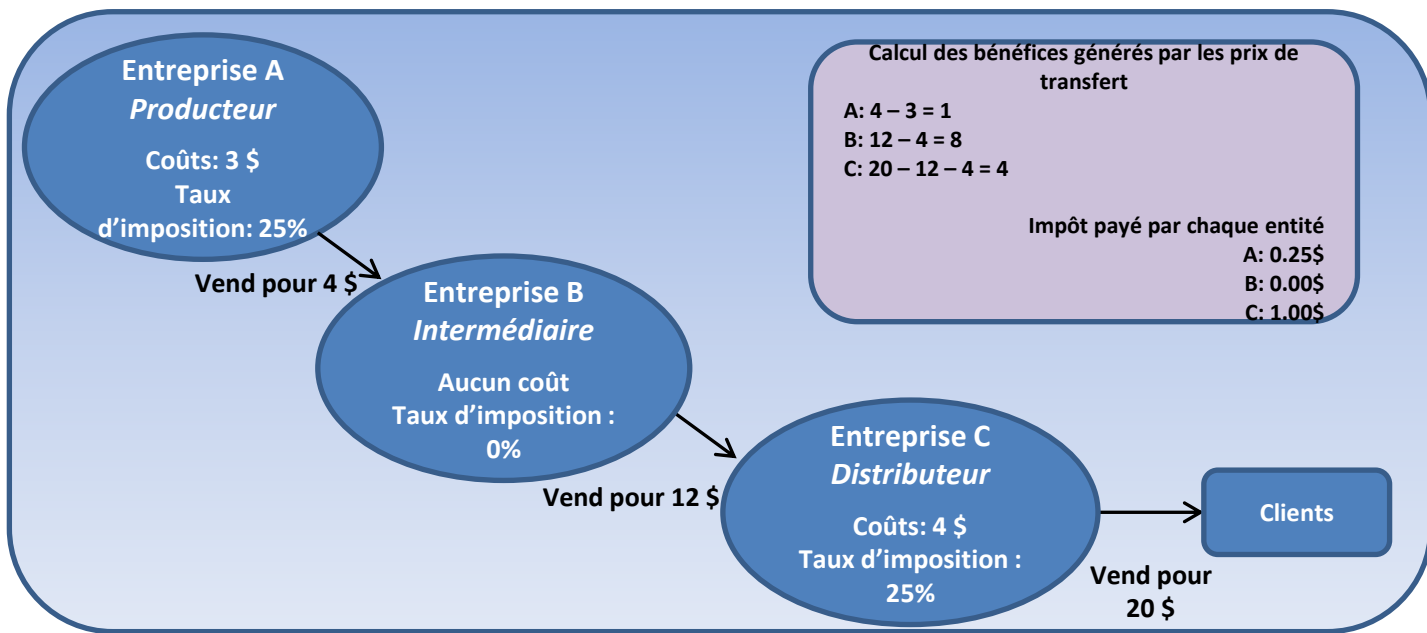 Entreprise A
Producteur
Coûts: 3 $
Taux
d’imposition: 25%
Vend pour 4 $
Entreprise B
Intermédiaire
Aucun coût
Taux d’imposition :
0%
Vend pour 12 $
Entreprise C
Distributeur
Coûts: 4 $
Taux d’imposition :
25%
Vend pour
20 $
Clients
Calcul des bénéfices générés par les prix de
transfert
A: 4 – 3 = 1
B: 12 – 4 = 8
C: 20 – 12 – 4 = 4
Impôt payé par chaque entité
A: 0.25$
B: 0.00$
C: 1.00$